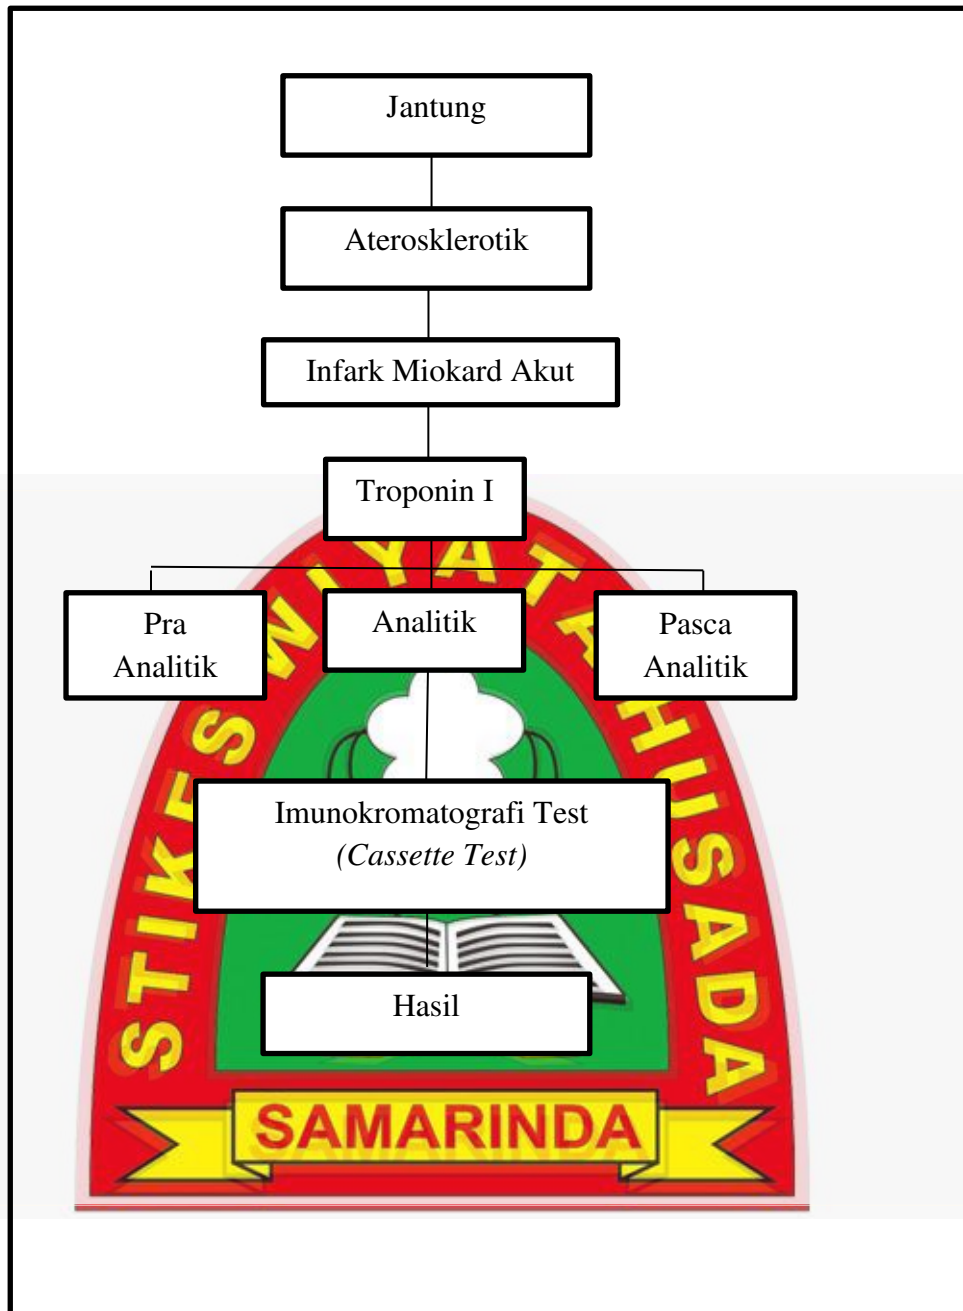 Jantung
Aterosklerotik
Infark Miokard Akut
Troponin I
Pra
Analitik
Analitik
Pasca
Analitik
Imunokromatografi Test
(Cassette Test)
Hasil
STIKES WIYATA HUSADA
SAMARINDA